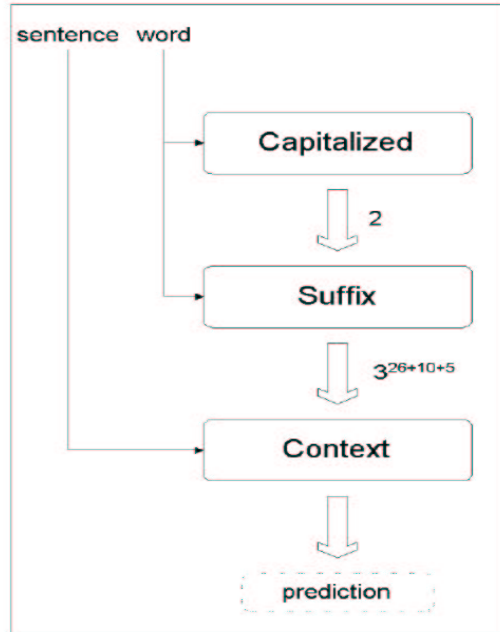 sentence word
Capitalized
2
Suffix
3^26+10+5
Context
prediction